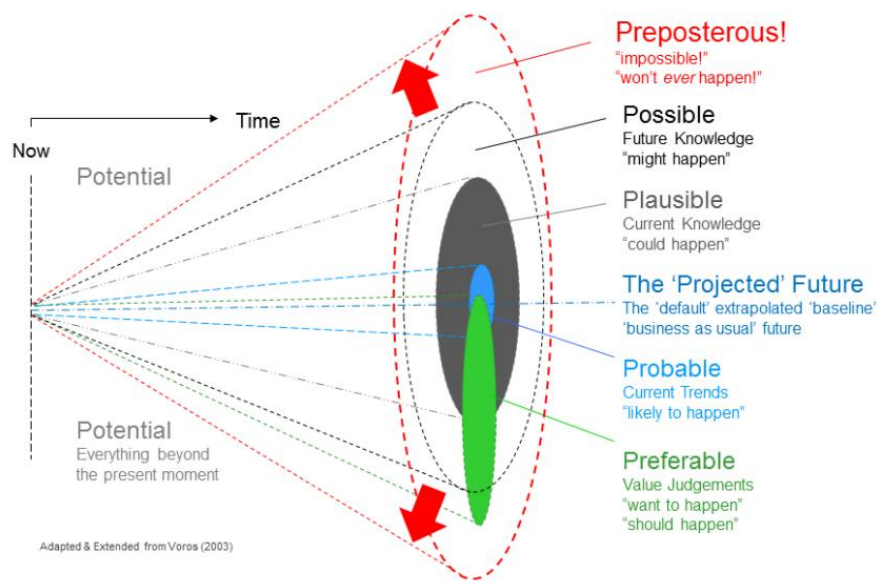 Preposterous!
“impossible!”
“won’t ever happen!”
Time
Now
Potential
Possible
Future Knowledge
“might happen”
Plausible
Current Knowledge
“could happen”
The ‘Projected’ Future
The ‘default’ extrapolated ‘baseline’
‘business as usual’ future
Probable
Current Trends
“likely to happen”
Potential
Everything beyond
the present moment
Preferable
Value Judgements
“want to happen”
“should happen”
Adapted & Extended from Voros (2003)